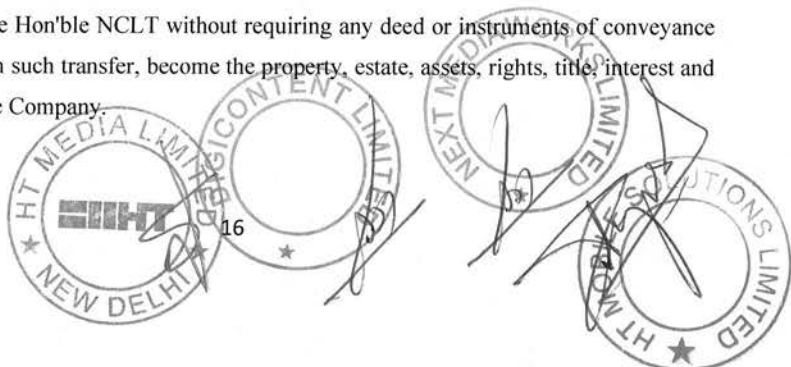 e Hon'ble NCLT without requiring any deed or instruments of conveyance
n such transfer, become the property, estate, assets, rights, title, interest and
e Company.
HT MEDIA LIMITED
★ NEW DELHI ★
HT
DIGICONTENT LIMITED
★
NEXT MEDIAWORKS LIMITED
★
HT MOBILE SOLUTIONS LIMITED
★
16